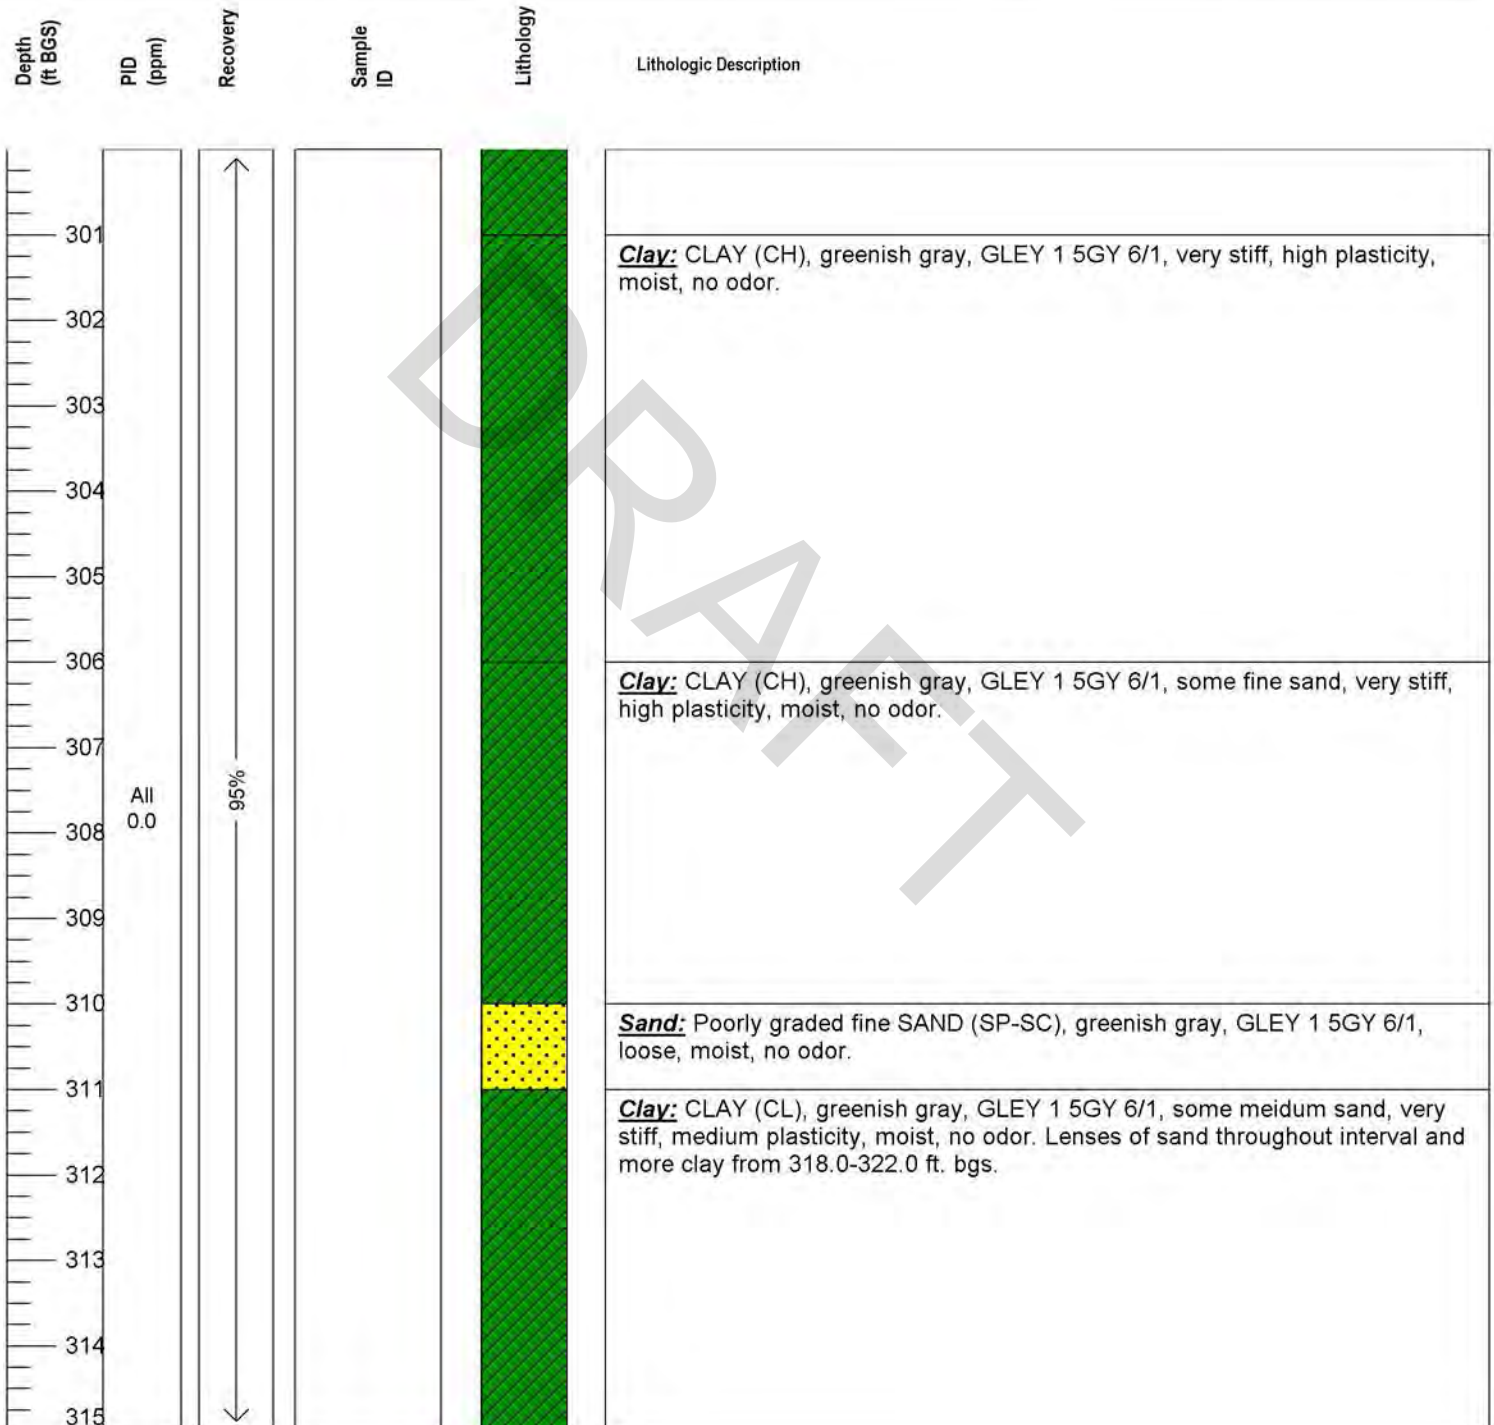 Depth
(ft BGS)
PID
(ppm)
Recovery
Sample
ID
Lithology
Lithologic Description
301
Clay: CLAY (CH), greenish gray, GLEY 1 5GY 6/1, very stiff, high plasticity,
moist, no odor.
302
303
304
305
306
Clay: CLAY (CH), greenish gray, GLEY 1 5GY 6/1, some fine sand, very stiff,
high plasticity, moist, no odor.
307
All
0.0
95%
308
309
310
Sand: Poorly graded fine SAND (SP-SC), greenish gray, GLEY 1 5GY 6/1,
loose, moist, no odor.
311
Clay: CLAY (CL), greenish gray, GLEY 1 5GY 6/1, some meidum sand, very
stiff, medium plasticity, moist, no odor. Lenses of sand throughout interval and
more clay from 318.0-322.0 ft. bgs.
312
313
314
315
DRAFT